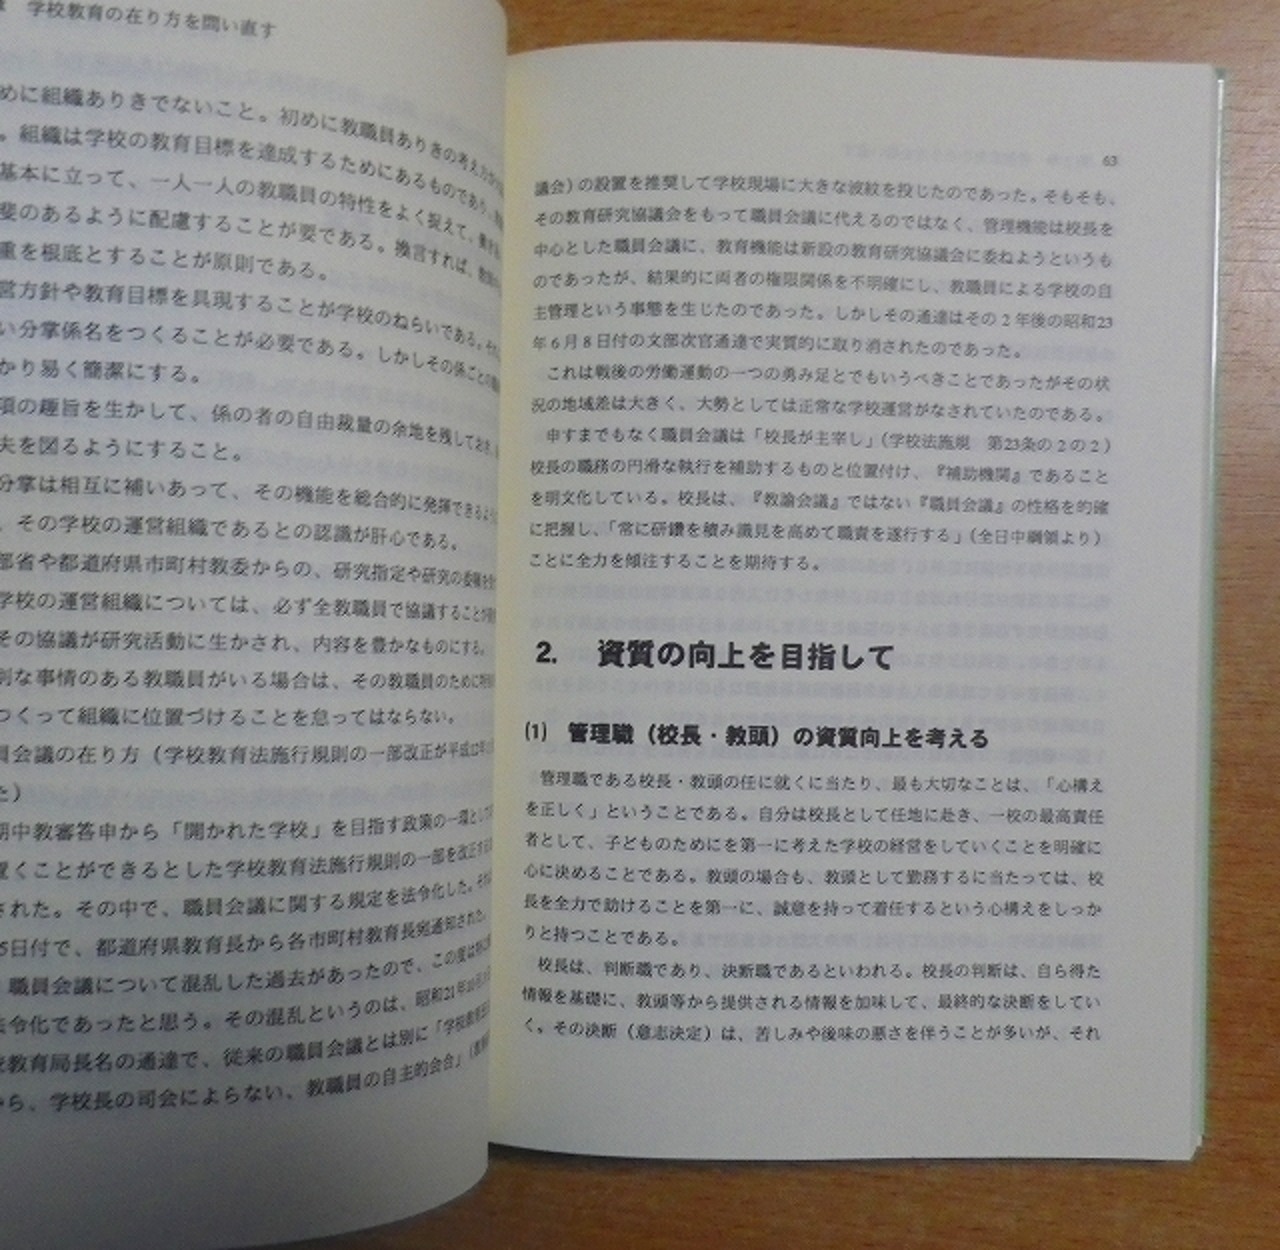 学校教育の在り方を問い直す
めに組織ありきでないこと。初めに教職員ありきの考え方
。組織は学校の教育目標を達成するためにあるものであり、
基本に立って、一人一人の教職員の特性をよく捉えて、
斐のあるように配慮することが要である。換言すれば、
重を根底とすることが原則である。
営方針や教育目標を具現することが学校のねらいである。
い分掌係名をつくることが必要である。しかしその係ごとの
かり易く簡潔にする。
項の趣旨を生かして、係の者の自由裁量の余地を残しておき、
夫を図るようにすること。
分掌は相互に補いあって、その機能を総合的に発揮できるよう
、その学校の運営組織であるとの認識が肝心である。
部省や都道府県市町村教委からの、研究指定や研究の委嘱を
学校の運営組織については、必ず全教職員で協議することが
その協議が研究活動に生かされ、内容を豊かなものにする。
別な事情のある教職員がいる場合は、その教職員のために
つくって組織に位置づけることを怠ってはならない。
員会議の在り方（学校教育法施行規則の一部改正が平成12年
た）
期中教審答申から「開かれた学校」を目指す政策の一環として
置くことができるとした学校教育法施行規則の一部を改正する
された。その中で、職員会議に関する規定を法令化した。
5日付で、都道府県教育長から各市町村教育長宛通知された。
職員会議について混乱した過去があったので、この度は
法令化であったと思う。その混乱というのは、昭和21年
教育局長名の通達で、従来の職員会議とは別に「学校
から、学校長の司会によらない、教職員の自主的会合」
63
議会）の設置を推奨して学校現場に大きな波紋を投じたのであった。そもそも、
その教育研究協議会をもって職員会議に代えるのではなく、管理機能は校長を
中心とした職員会議に、教育機能は新設の教育研究協議会に委ねようというも
のであったが、結果的に両者の権限関係を不明確にし、教職員による学校の自
主管理という事態を生じたのであった。しかしその通達はその2年後の昭和23
年6月8日付の文部次官通達で実質的に取り消されたのであった。
これは戦後の労働運動の一つの勇み足とでもいうべきことであったがその状
況の地域差は大きく、大勢としては正常な学校運営がなされていたのである。
申すまでもなく職員会議は「校長が主宰し」（学校法施規　第23条の2の2）
校長の職務の円滑な執行を補助するものと位置付け、『補助機関』であること
を明文化している。校長は、『教諭会議』ではない『職員会議』の性格を的確
に把握し、「常に研鑽を積み識見を高めて職責を遂行する」（全日中綱領より）
ことに全力を傾注することを期待する。
2.　資質の向上を目指して
(1)　管理職（校長・教頭）の資質向上を考える
管理職である校長・教頭の任に就くに当たり、最も大切なことは、「心構え
を正しく」ということである。自分は校長として任地に赴き、一校の最高責任
者として、子どものためにを第一に考えた学校の経営をしていくことを明確に
心に決めることである。教頭の場合も、教頭として勤務するに当たっては、校
長を全力で助けることを第一に、誠意を持って着任するという心構えをしっか
りと持つことである。
校長は、判断職であり、決断職であるといわれる。校長の判断は、自ら得た
情報を基礎に、教頭等から提供される情報を加味して、最終的な決断をしてい
く。その決断（意志決定）は、苦しみや後味の悪さを伴うことが多いが、それ